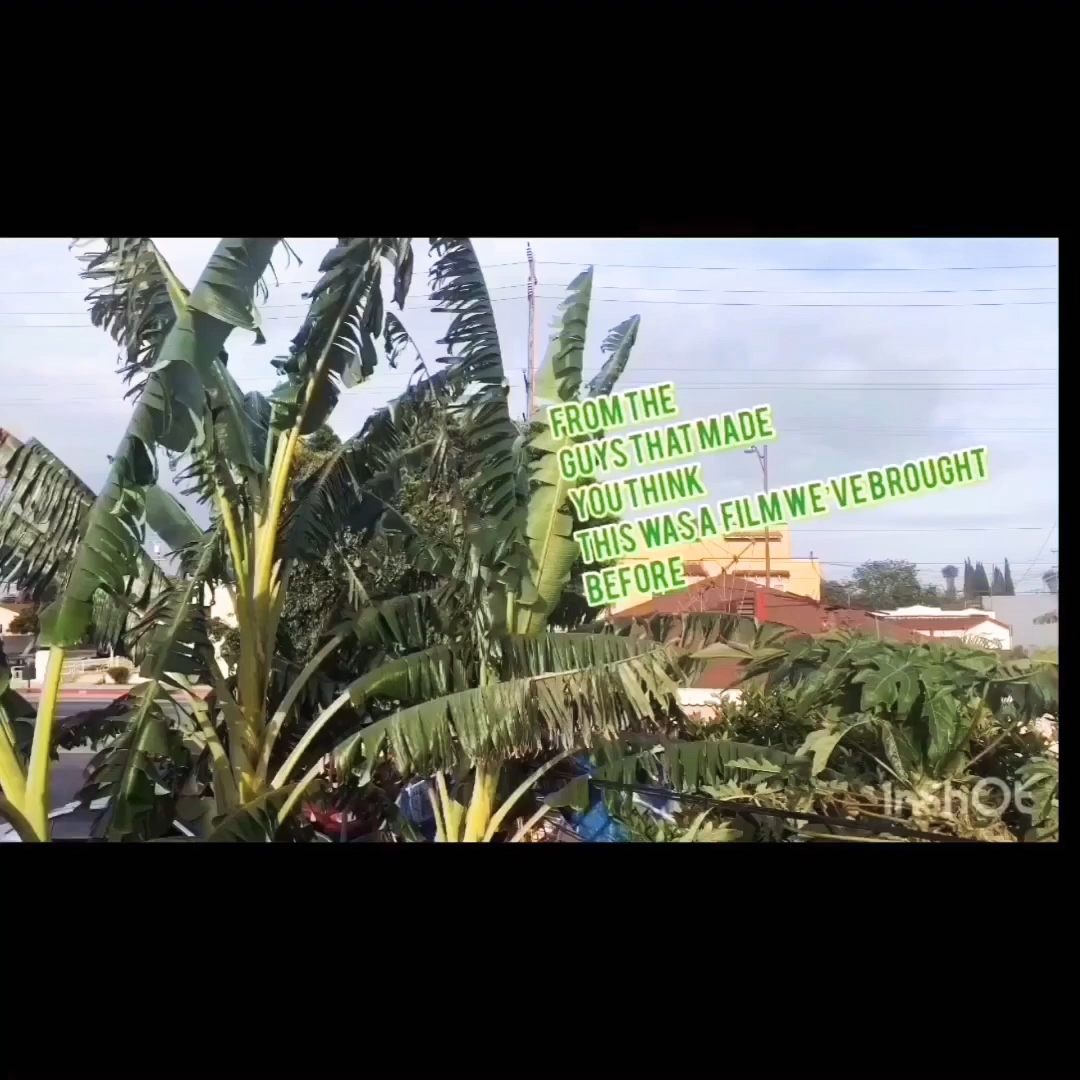 FROM THE
GUYS THAT MADE
YOU THINK
THIS WAS A FILM WE'VE BROUGHT
BEFORE
InShOt